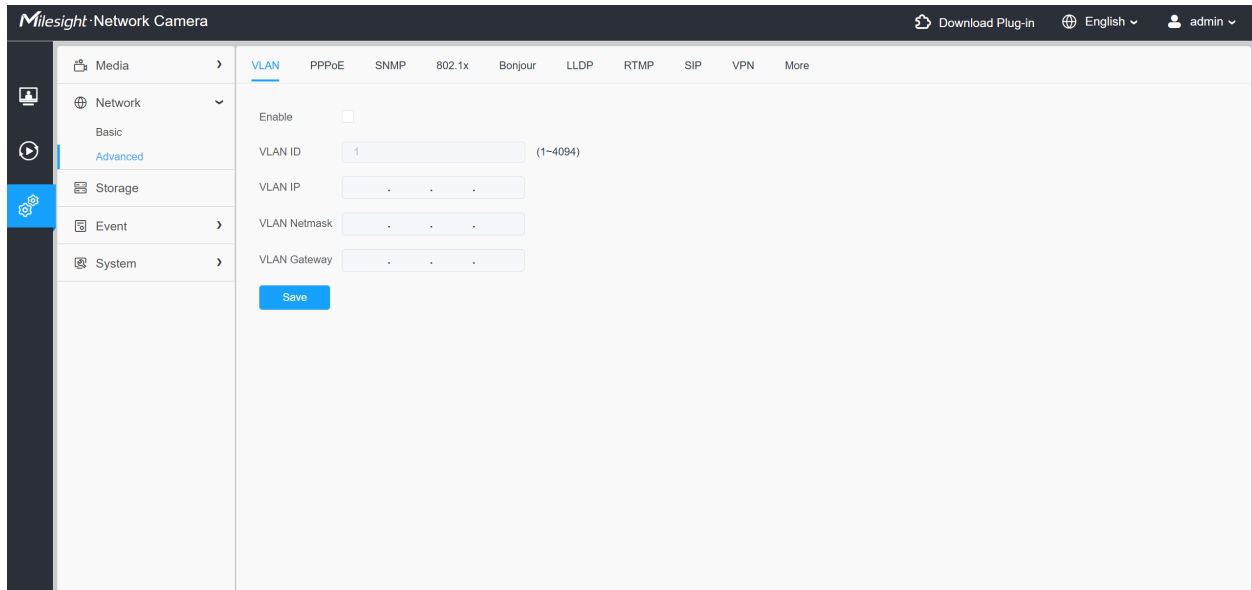 Milesight·Network Camera
Download Plug-in
English
admin
Media
Network
Basic
Advanced
Storage
Event
System
VLAN PPPoE SNMP 802.1x Bonjour LLDP RTMP SIP VPN More
Enable
VLAN ID 1 (1~4094)
VLAN IP . . .
VLAN Netmask . . .
VLAN Gateway . . .
Save